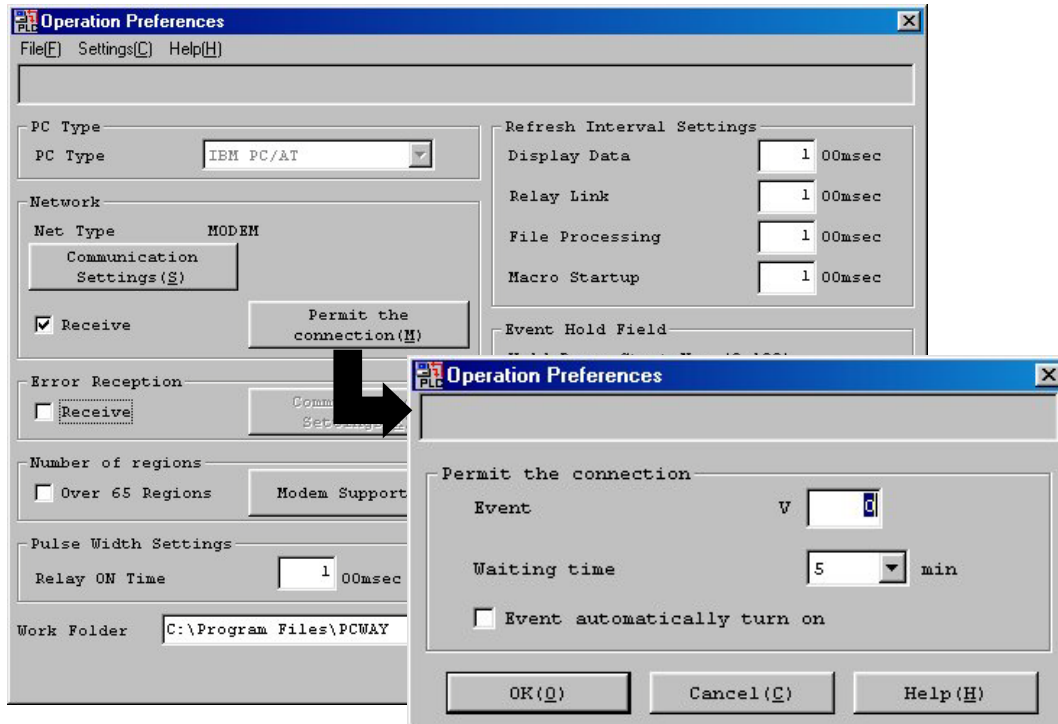 Operation Preferences
File(F) Settings(C) Help(H)
PC Type
PC Type IBM PC/AT
Network
Net Type MODEM
Communication
Settings(S)
Receive
Permit the
connection(M)
Error Reception
Receive
Number of regions
Over 65 Regions Modem Support
Pulse Width Settings
Relay ON Time 1 00msec
Work Folder C:\Program Files\PCWAY
Refresh Interval Settings
Display Data 1 00msec
Relay Link 1 00msec
File Processing 1 00msec
Macro Startup 1 00msec
Event Hold Field
Operation Preferences
Permit the connection
Event V 0
Waiting time 5 min
Event automatically turn on
OK(O) Cancel(C) Help(H)